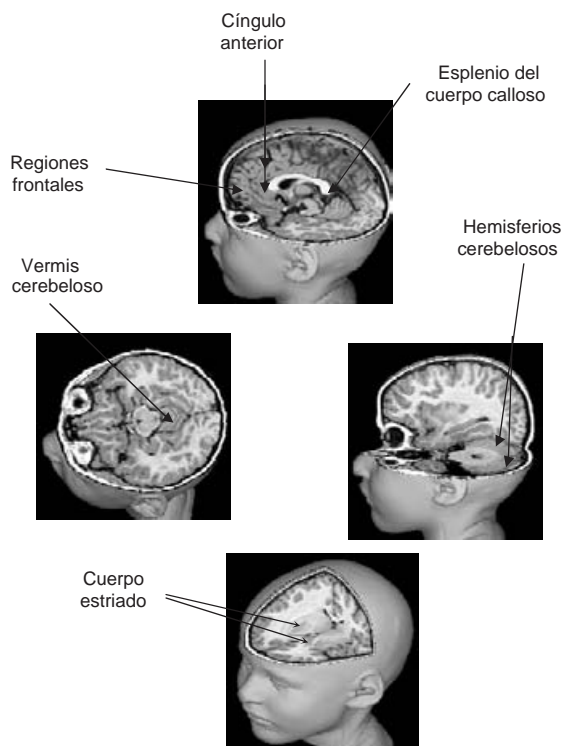 Cíngulo
anterior
Esplenio del
cuerpo calloso
Regiones
frontales
Hemisferios
cerebelosos
Vermis
cerebeloso
Cuerpo
estriado